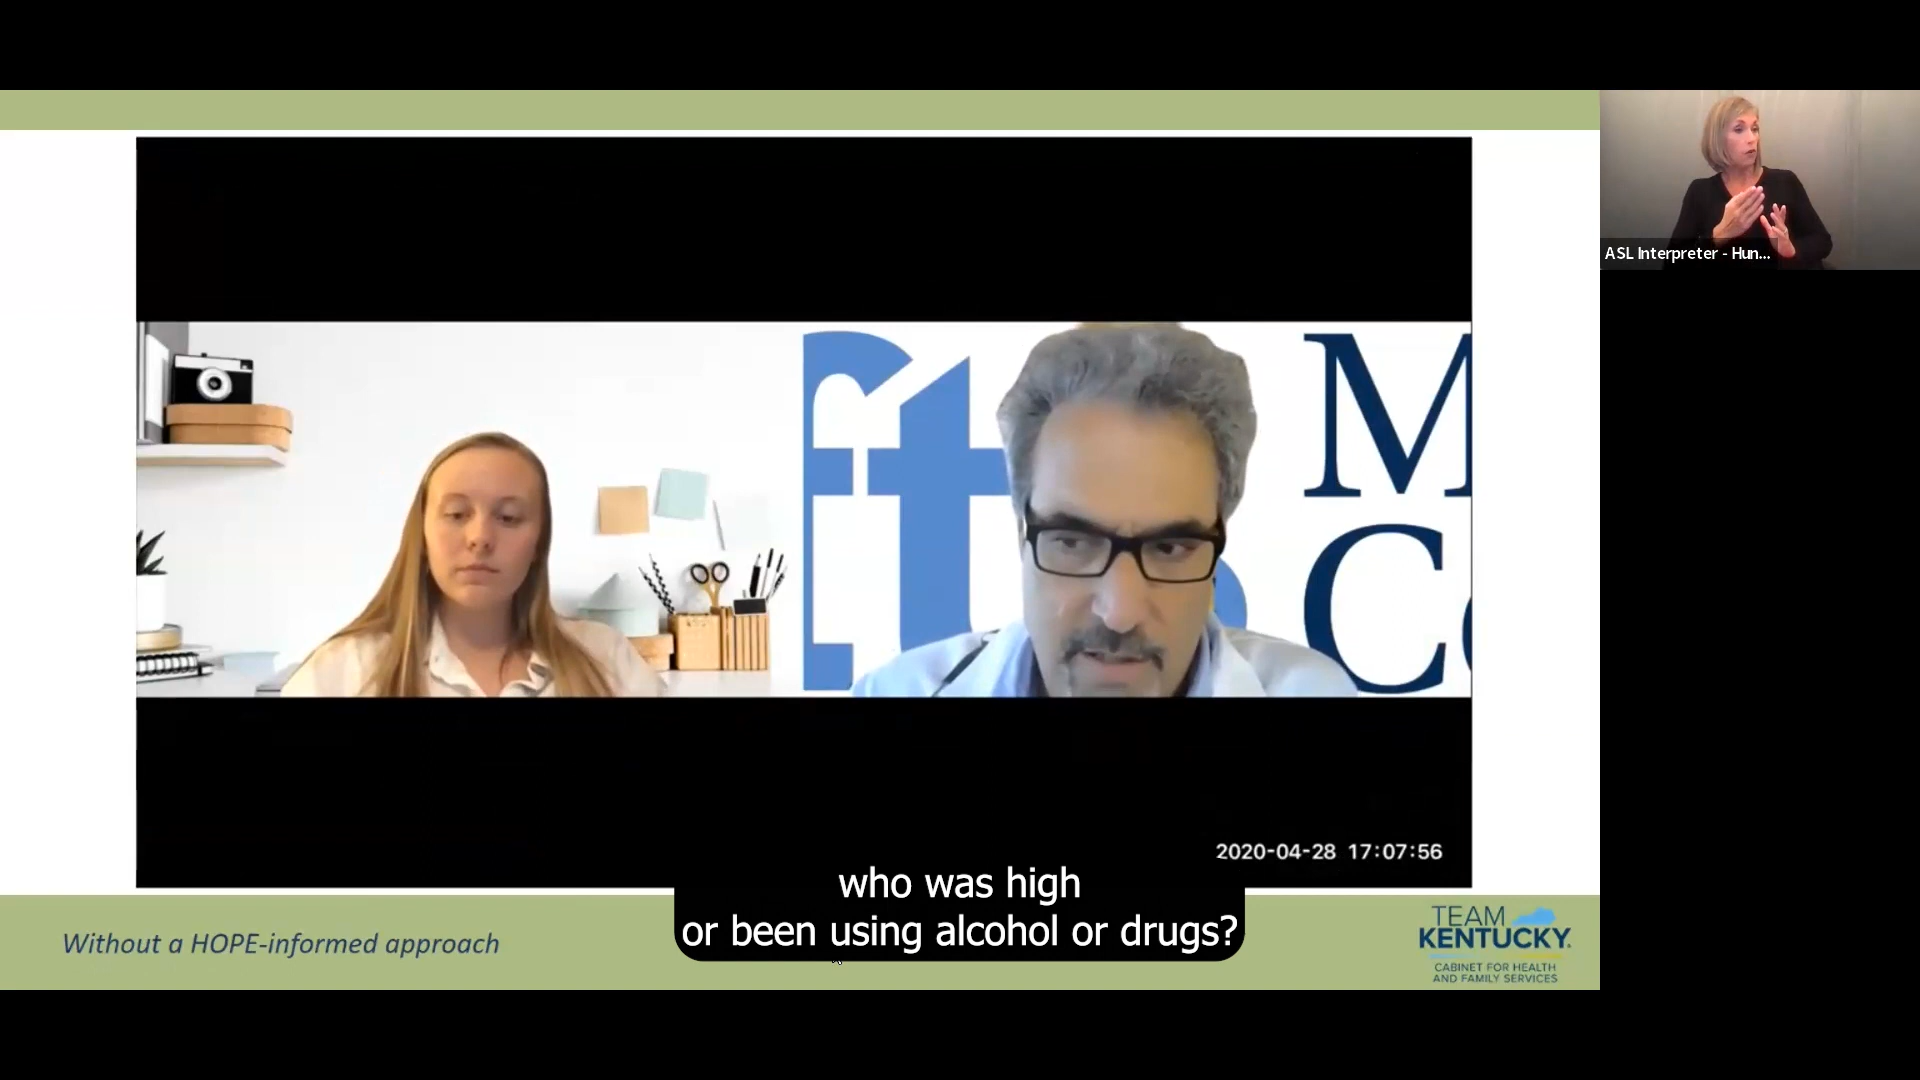 M
C
ASL Interpreter - Hun...
2020-04-28 17:07:56
who was high
or been using alcohol or drugs?
Without a HOPE-informed approach
TEAM
KENTUCKY.
CABINET FOR HEALTH
AND FAMILY SERVICES